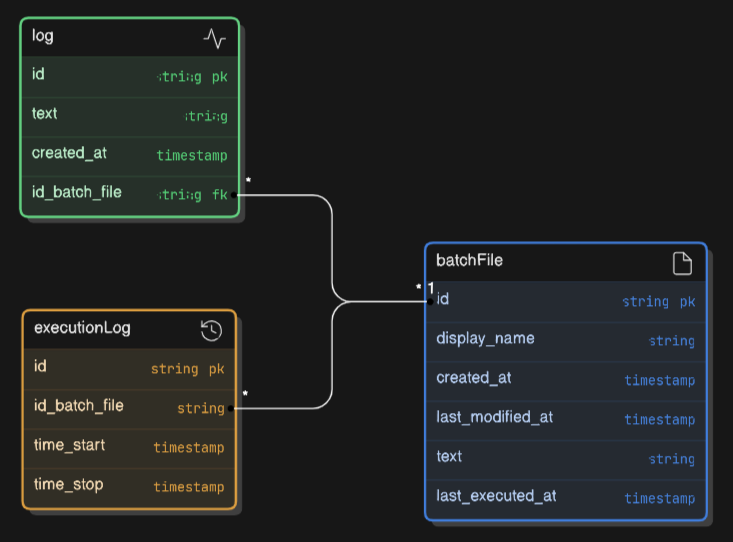 log
id string pk
text string
created_at timestamp
id_batch_file string fk
*
executionLog
id string pk
id_batch_file string
*
time_start timestamp
time_stop timestamp
batchFile
* 1
id string pk
display_name string
created_at timestamp
last_modified_at timestamp
text string
last_executed_at timestamp